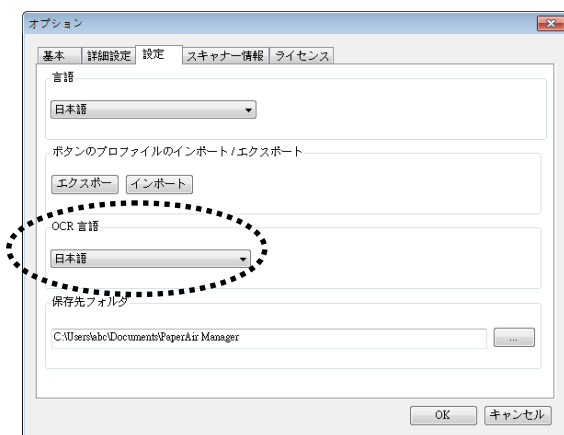 オプション
基本 詳細設定 設定 スキャナー情報 ライセンス
言語
日本語
ボタンのプロファイルのインポート / エクスポート
エクスポー インポート
OCR 言語
日本語
保存先フォルダ
C:\Users\abc\Documents\PaperAir Manager
...
OK キャンセル